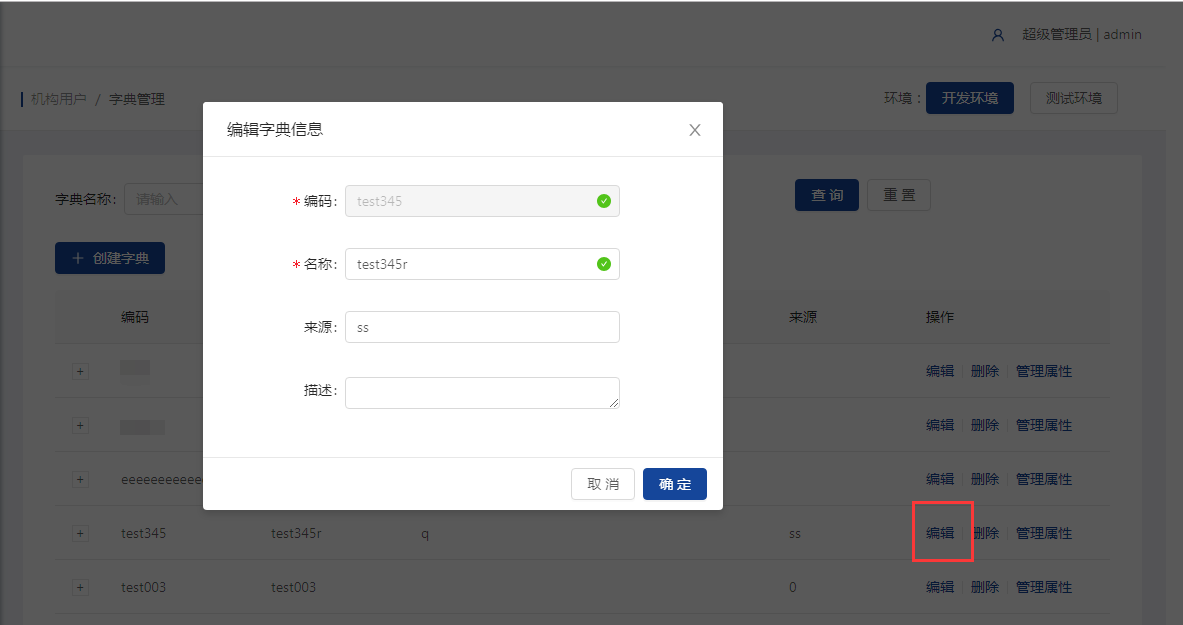 超级管理员 | admin
机构用户 / 字典管理
环境：
开发环境
测试环境
编辑字典信息
字典名称:
请输入
查 询
重 置
* 编码:
test345
创建字典
* 名称:
test345r
来源:
ss
描述:
取 消
确 定
编码
来源
操作
编辑 删除 管理属性
编辑 删除 管理属性
eeeeeeeeeee
编辑 删除 管理属性
test345 test345r q ss 编辑 删除 管理属性
test003 test003 0 编辑 删除 管理属性